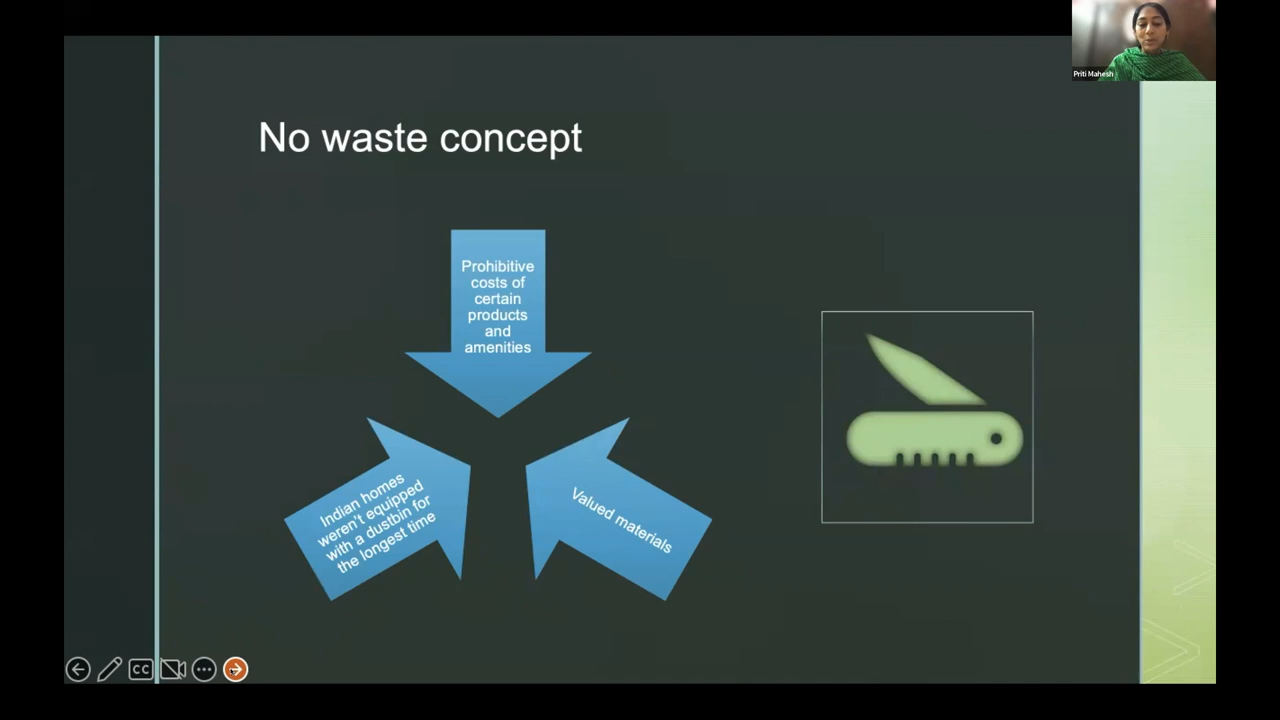 Priti Mahesh
No waste concept
Prohibitive
costs of
certain
products
and
amenities
Indian homes
weren't equipped
with a dustbin for
the longest time
Valued materials
CC